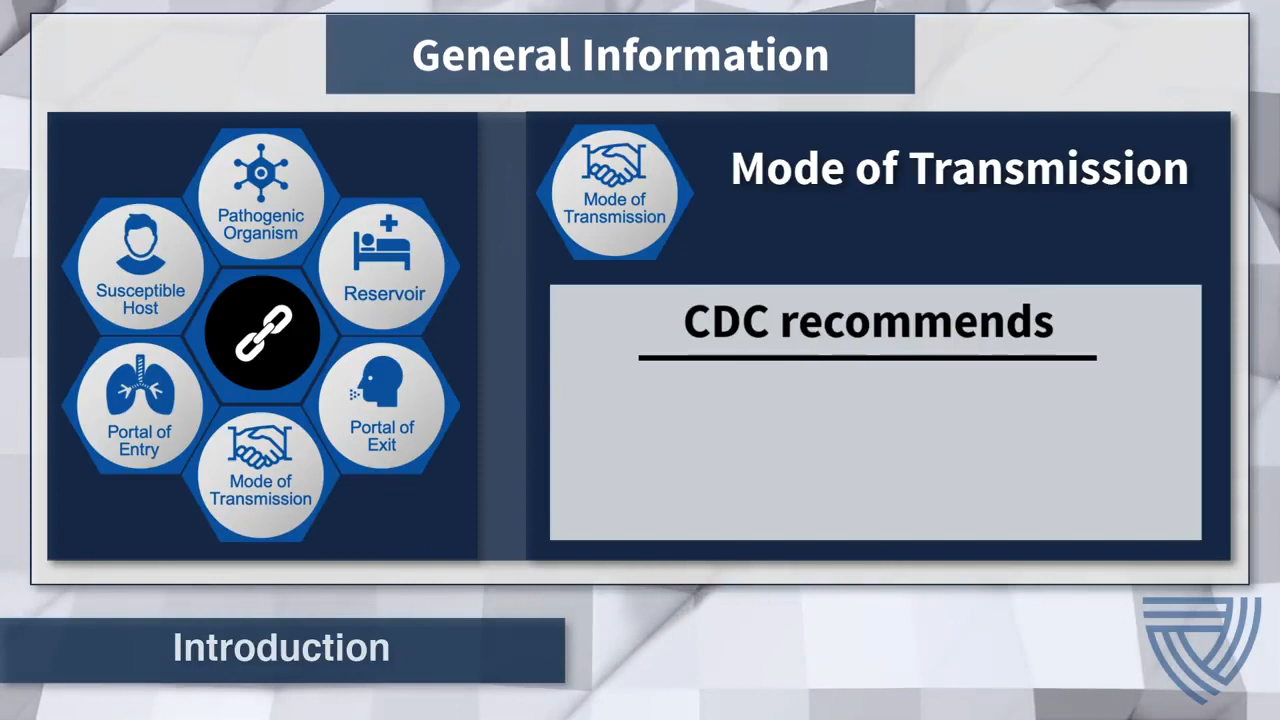 General Information
Pathogenic
Organism
Susceptible
Host
Reservoir
Portal of
Entry
Portal of
Exit
Mode of
Transmission
Mode of
Transmission
Mode of Transmission
CDC recommends
Introduction